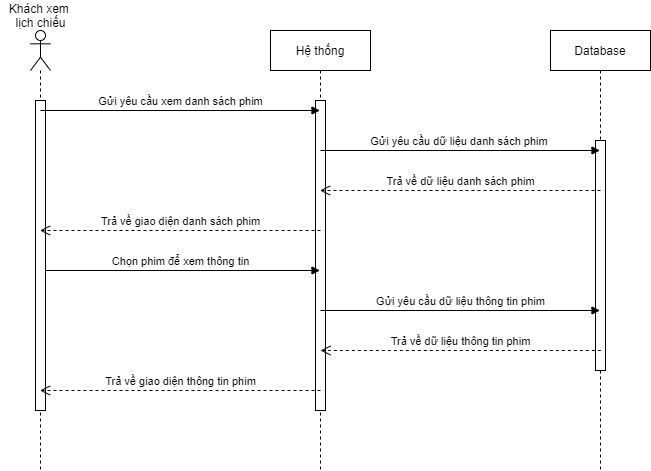 Khách xem
lịch chiếu
Hệ thống
Database
Gửi yêu cầu xem danh sách phim
Gửi yêu cầu dữ liệu danh sách phim
Trả về dữ liệu danh sách phim
Trả về giao diện danh sách phim
Chọn phim để xem thông tin
Gửi yêu cầu dữ liệu thông tin phim
Trả về dữ liệu thông tin phim
Trả về giao diện thông tin phim